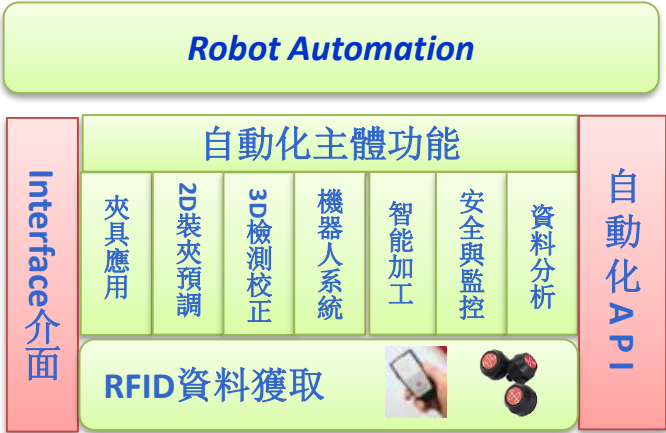 Robot Automation
Interface介面
自動化主體功能
夾具應用
2D裝夾預調
3D檢測校正
機器人系統
智能加工
安全與監控
資料分析
RFID資料獲取
自動化API